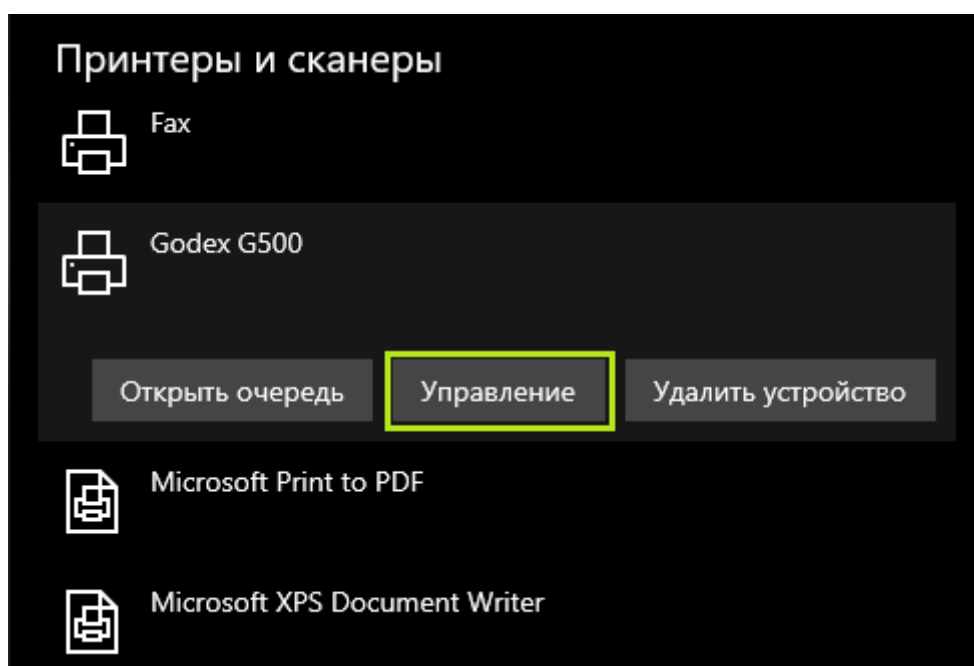 Принтеры и сканеры
Fax
Godex G500
Открыть очередь Управление Удалить устройство
Microsoft Print to PDF
Microsoft XPS Document Writer